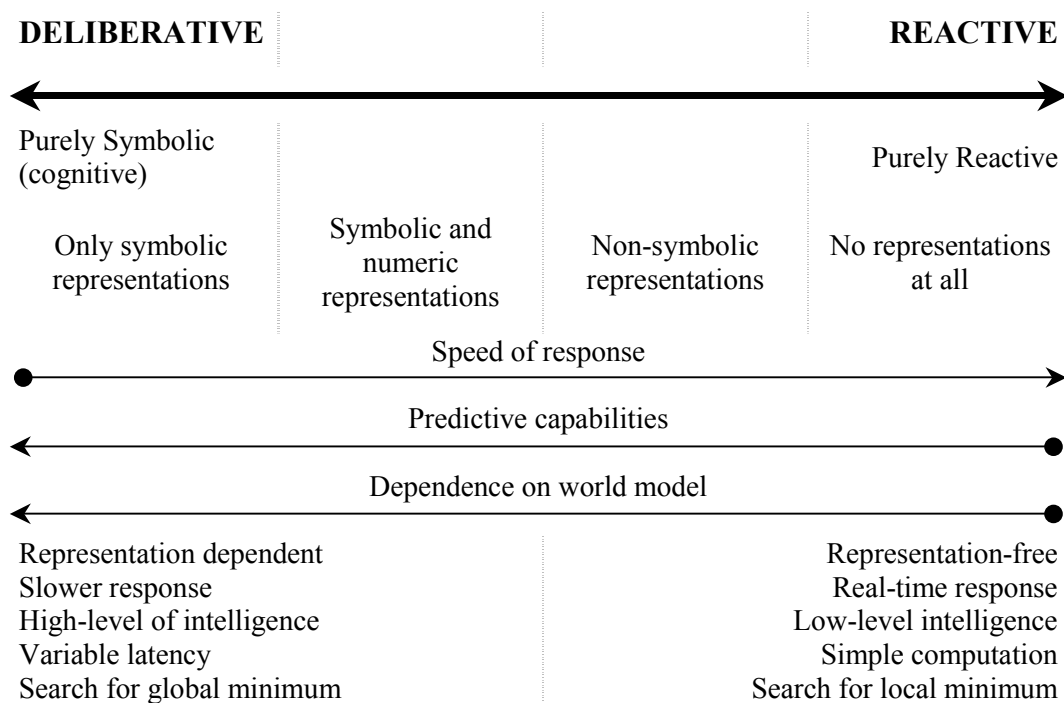 DELIBERATIVE
REACTIVE
Purely Symbolic
(cognitive)
Purely Reactive
Only symbolic
representations
Symbolic and
numeric
representations
Non-symbolic
representations
No representations
at all
Speed of response
Predictive capabilities
Dependence on world model
Representation dependent
Slower response
High-level of intelligence
Variable latency
Search for global minimum
Representation-free
Real-time response
Low-level intelligence
Simple computation
Search for local minimum